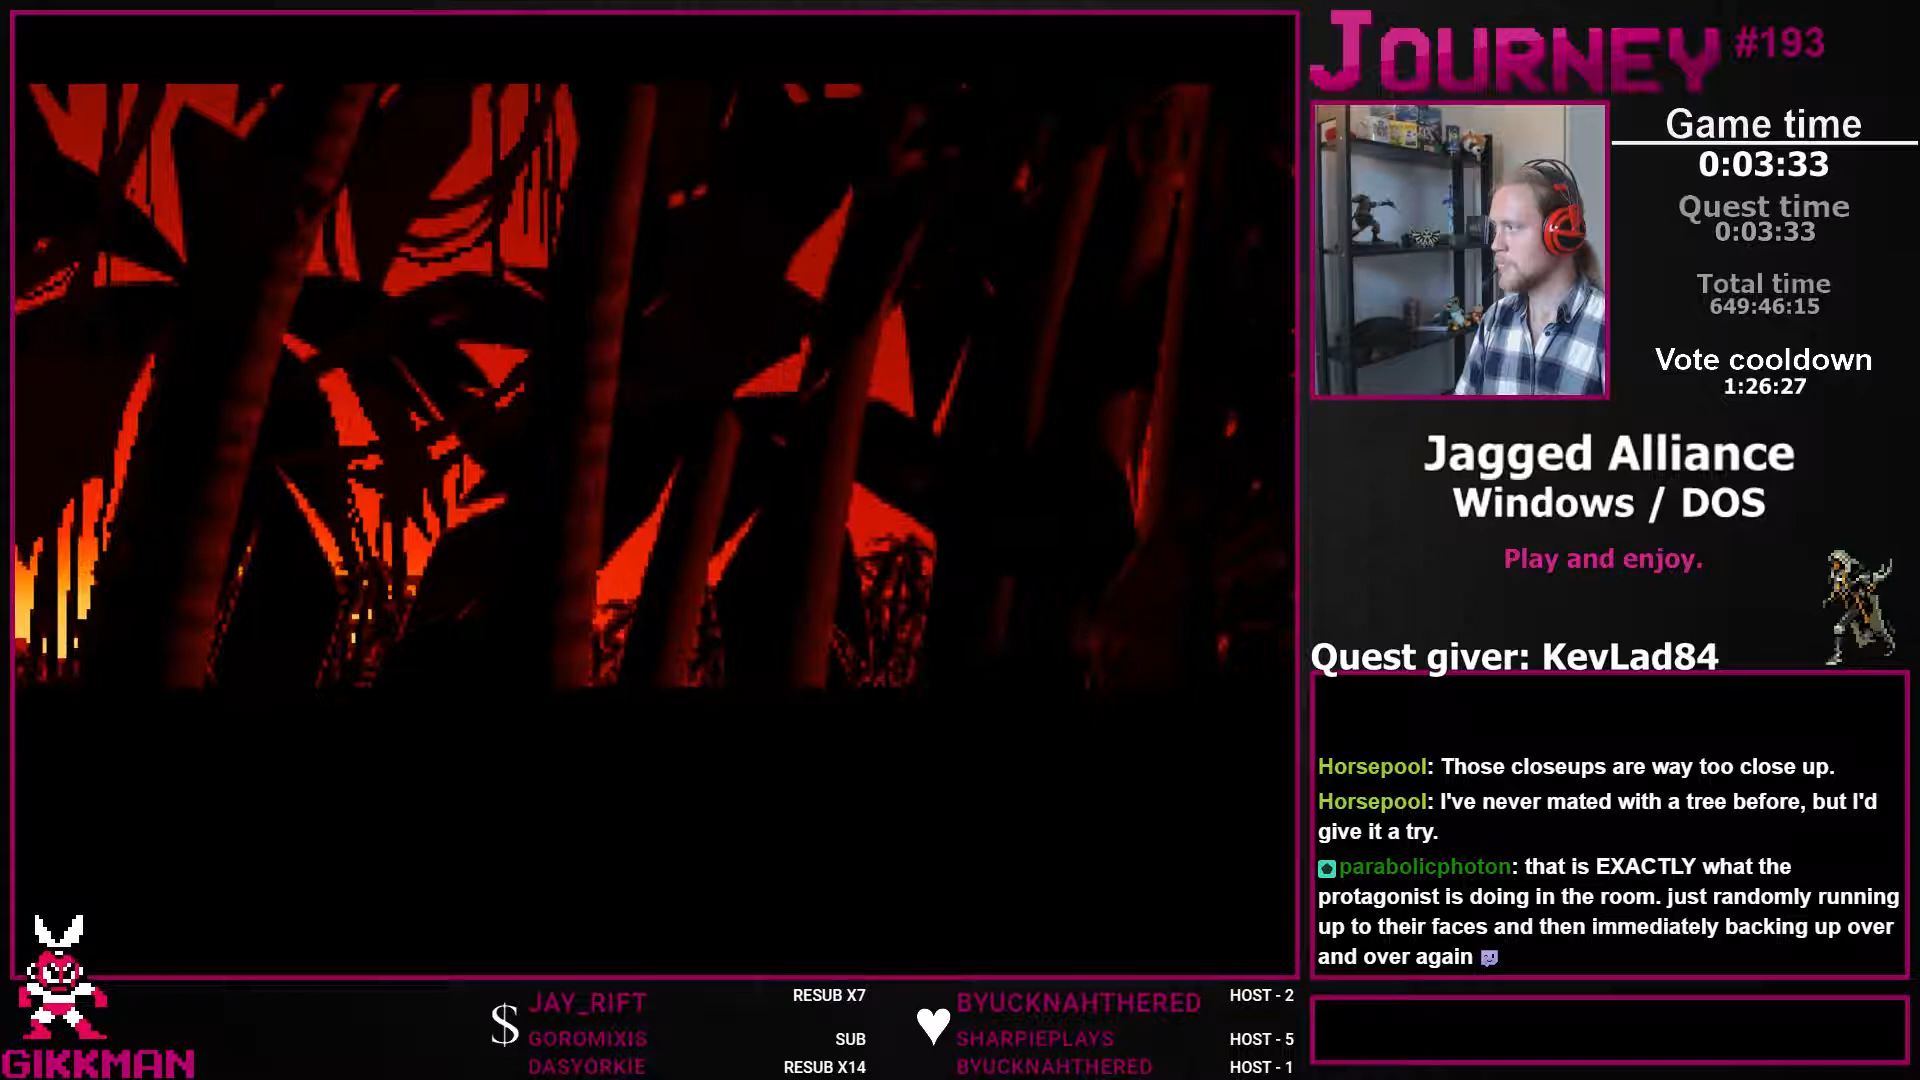 JOURNEY #193
Game time
0:03:33
Quest time
0:03:33
Total time
649:46:15
Vote cooldown
1:26:27
Jagged Alliance
Windows / DOS
Play and enjoy.
Quest giver: KevLad84
Horsepool: Those closeups are way too close up.
Horsepool: I've never mated with a tree before, but I'd
give it a try.
parabolicphoton: that is EXACTLY what the
protagonist is doing in the room. just randomly running
up to their faces and then immediately backing up over
and over again
GIKKMAN
$ JAY_RIFT RESUB X7
GOROMIXIS SUB
DASYORKIE RESUB X14
BYUCKNAHTHERED HOST - 2
SHARPIEPLAYS HOST - 5
BYUCKNAHTHERED HOST - 1